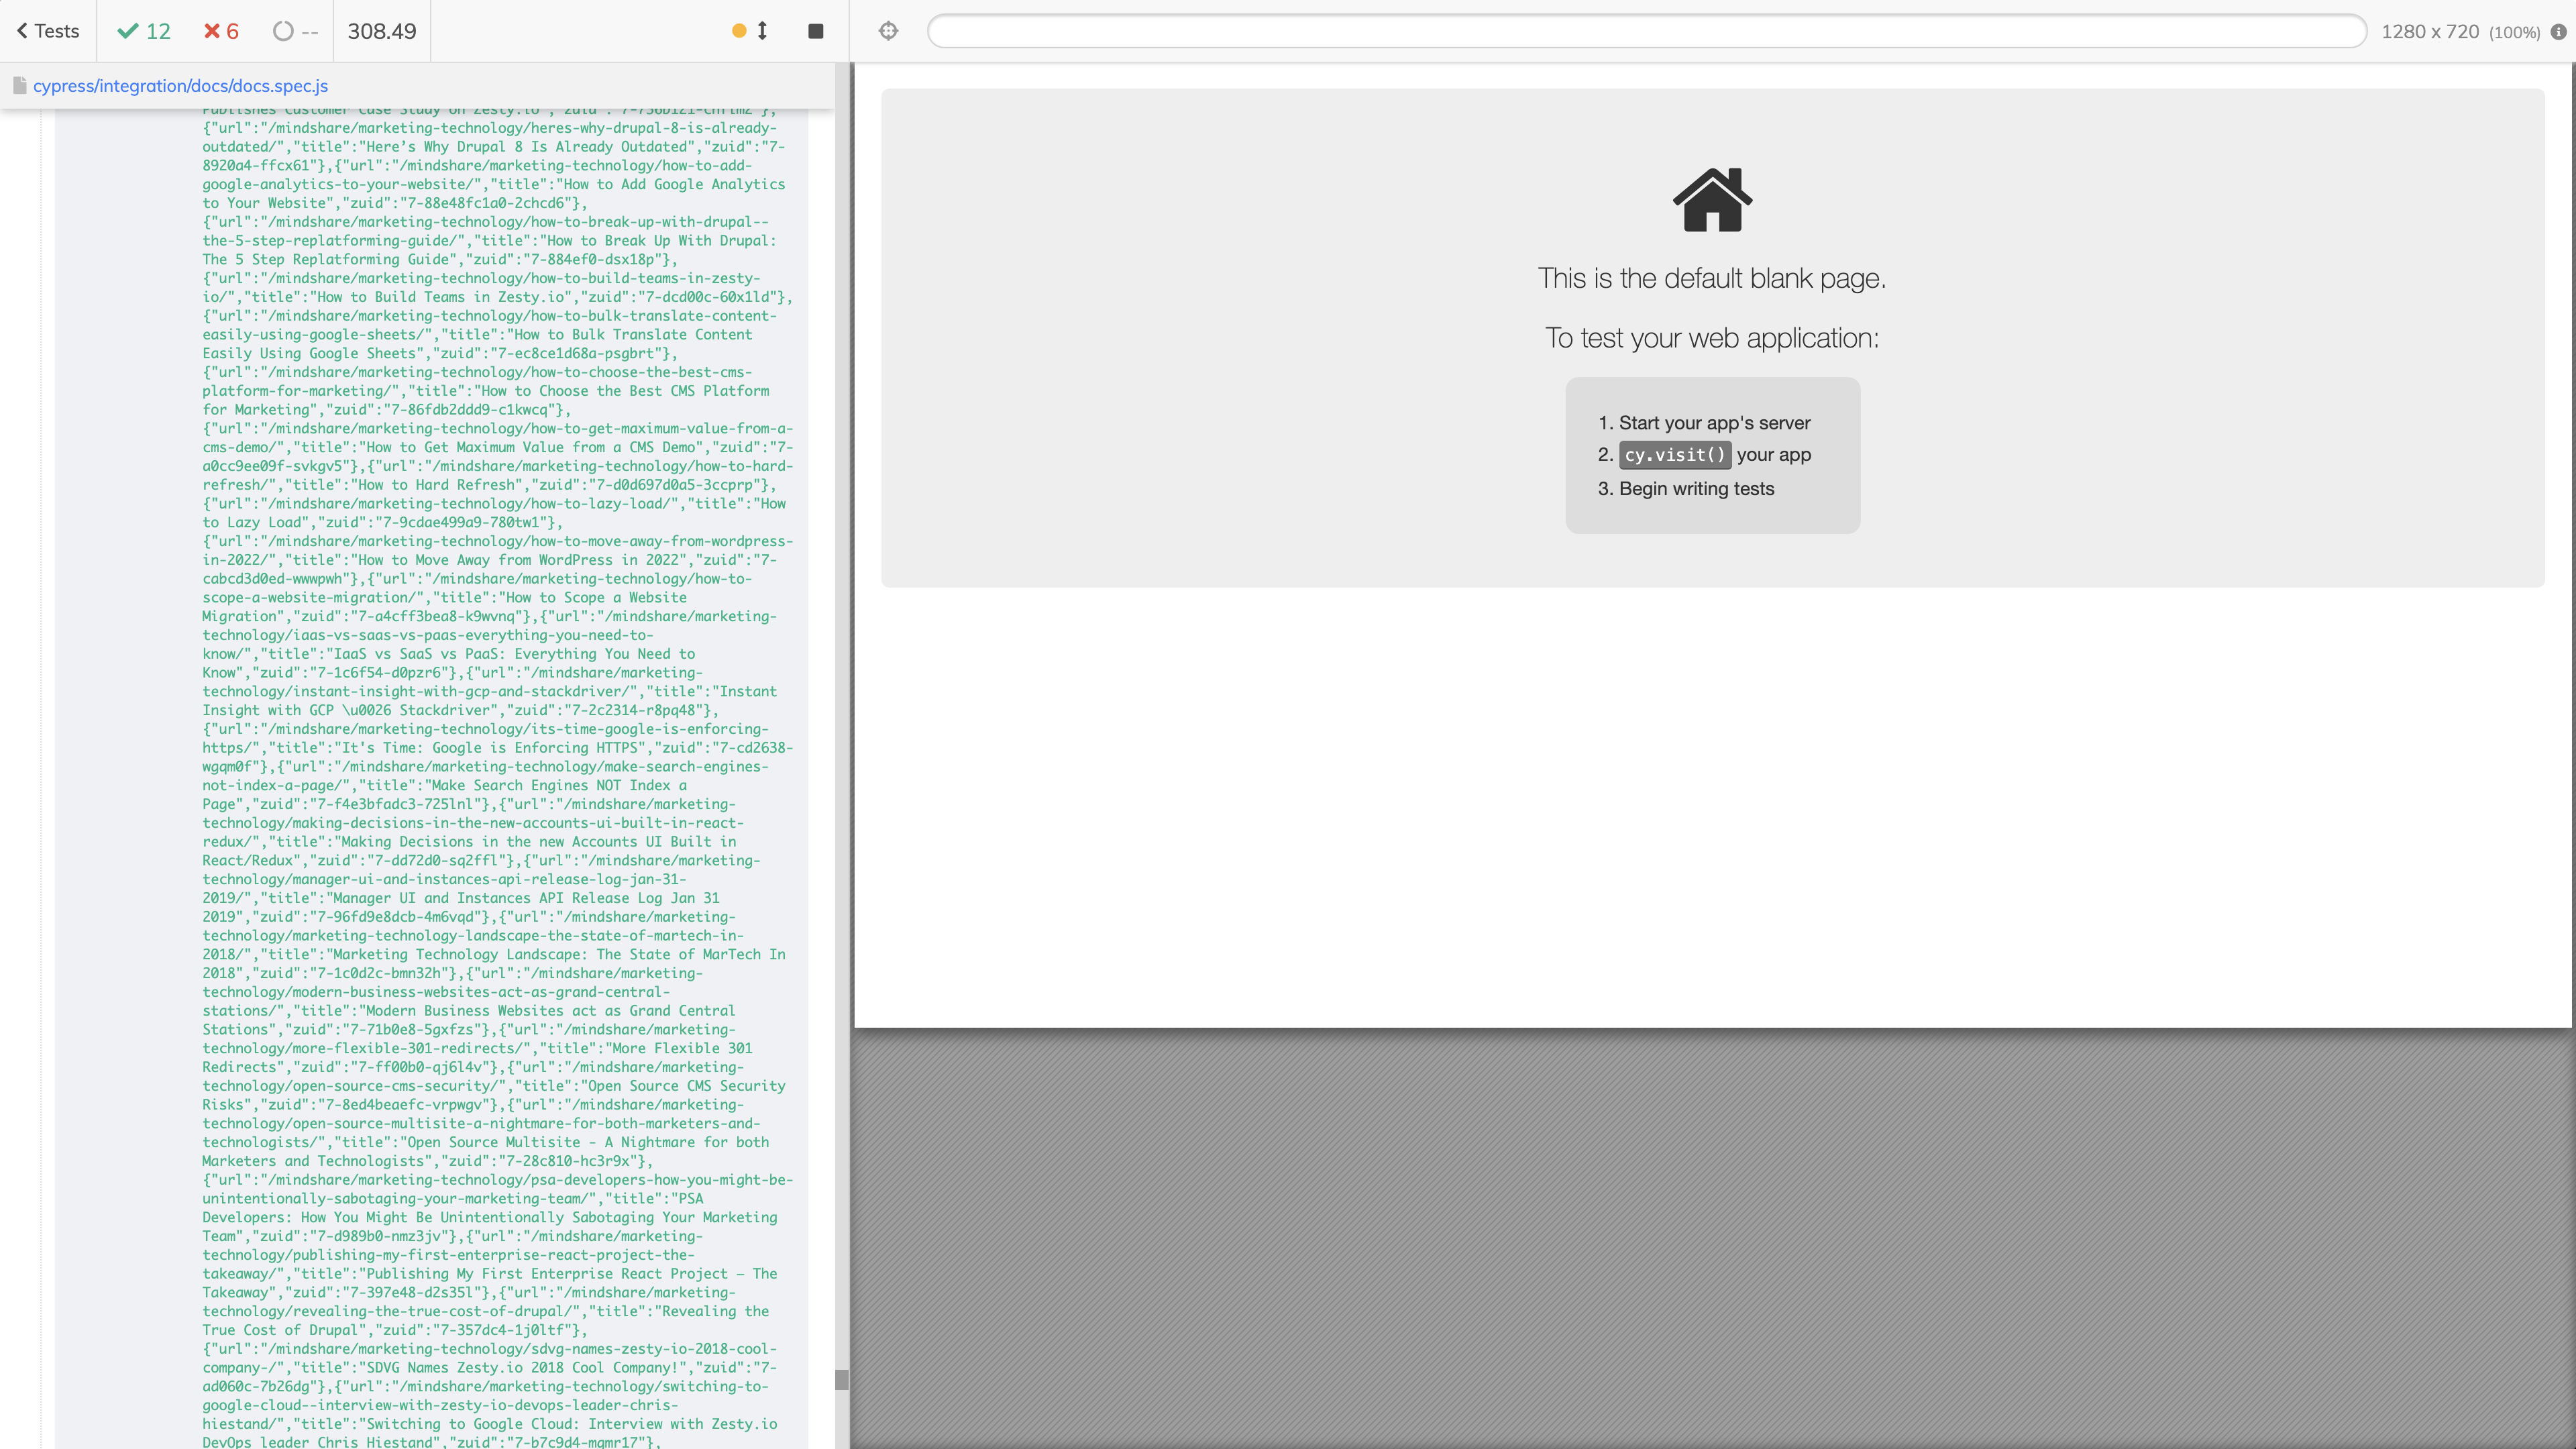 Tests
12
6
--
308.49
cypress/integration/docs/docs.spec.js
Publishes Customer Case Study on Zesty.io","zuid":"7-736b121-chflmz"},
{"url":"/mindshare/marketing-technology/heres-why-drupal-8-is-already-
outdated/","title":"Here’s Why Drupal 8 Is Already Outdated","zuid":"7-
8920a4-ffcx61"},{"url":"/mindshare/marketing-technology/how-to-add-
google-analytics-to-your-website/","title":"How to Add Google Analytics
to Your Website","zuid":"7-88e48fc1a0-2chcd6"},
{"url":"/mindshare/marketing-technology/how-to-break-up-with-drupal--
the-5-step-replatforming-guide/","title":"How to Break Up With Drupal:
The 5 Step Replatforming Guide","zuid":"7-884ef0-dsx18p"},
{"url":"/mindshare/marketing-technology/how-to-build-teams-in-zesty-
io/","title":"How to Build Teams in Zesty.io","zuid":"7-dcd00c-60x1ld"},
{"url":"/mindshare/marketing-technology/how-to-bulk-translate-content-
easily-using-google-sheets/","title":"How to Bulk Translate Content
Easily Using Google Sheets","zuid":"7-ec8ce1d68a-psgbrt"},
{"url":"/mindshare/marketing-technology/how-to-choose-the-best-cms-
platform-for-marketing/","title":"How to Choose the Best CMS Platform
for Marketing","zuid":"7-86fdb2ddd9-c1kwcq"},
{"url":"/mindshare/marketing-technology/how-to-get-maximum-value-from-a-
cms-demo/","title":"How to Get Maximum Value from a CMS Demo","zuid":"7-
a0cc9ee09f-svkgv5"},{"url":"/mindshare/marketing-technology/how-to-hard-
refresh/","title":"How to Hard Refresh","zuid":"7-d0d697d0a5-3ccprp"},
{"url":"/mindshare/marketing-technology/how-to-lazy-load/","title":"How
to Lazy Load","zuid":"7-9cdae499a9-780tw1"},
{"url":"/mindshare/marketing-technology/how-to-move-away-from-wordpress-
in-2022/","title":"How to Move Away from WordPress in 2022","zuid":"7-
cabcd3d0ed-wwwpwh"},{"url":"/mindshare/marketing-technology/how-to-
scope-a-website-migration/","title":"How to Scope a Website
Migration","zuid":"7-a4cff3bea8-k9wvnq"},{"url":"/mindshare/marketing-
technology/iaas-vs-saas-vs-paas-everything-you-need-to-
know/","title":"IaaS vs SaaS vs PaaS: Everything You Need to
Know","zuid":"7-1c6f54-d0pzr6"},{"url":"/mindshare/marketing-
technology/instant-insight-with-gcp-and-stackdriver/","title":"Instant
Insight with GCP \u0026 Stackdriver","zuid":"7-2c2314-r8pq48"},
{"url":"/mindshare/marketing-technology/its-time-google-is-enforcing-
https/","title":"It's Time: Google is Enforcing HTTPS","zuid":"7-cd2638-
wgqm0f"},{"url":"/mindshare/marketing-technology/make-search-engines-
not-index-a-page/","title":"Make Search Engines NOT Index a
Page","zuid":"7-f4e3bfadc3-725lnl"},{"url":"/mindshare/marketing-
technology/making-decisions-in-the-new-accounts-ui-built-in-react-
redux/","title":"Making Decisions in the new Accounts UI Built in
React/Redux","zuid":"7-dd72d0-sq2ffl"},{"url":"/mindshare/marketing-
technology/manager-ui-and-instances-api-release-log-jan-31-
2019/","title":"Manager UI and Instances API Release Log Jan 31
2019","zuid":"7-96fd9e8dcb-4m6vqd"},{"url":"/mindshare/marketing-
technology/marketing-technology-landscape-the-state-of-martech-in-
2018/","title":"Marketing Technology Landscape: The State of MarTech In
2018","zuid":"7-1c0d2c-bmn32h"},{"url":"/mindshare/marketing-
technology/modern-business-websites-act-as-grand-central-
stations/","title":"Modern Business Websites act as Grand Central
Stations","zuid":"7-71b0e8-5gxfzs"},{"url":"/mindshare/marketing-
technology/more-flexible-301-redirects/","title":"More Flexible 301
Redirects","zuid":"7-ff00b0-qj6l4v"},{"url":"/mindshare/marketing-
technology/open-source-cms-security/","title":"Open Source CMS Security
Risks","zuid":"7-8ed4beaefc-vrpwgv"},{"url":"/mindshare/marketing-
technology/open-source-multisite-a-nightmare-for-both-marketers-and-
technologists/","title":"Open Source Multisite - A Nightmare for both
Marketers and Technologists","zuid":"7-28c810-hc3r9x"},
{"url":"/mindshare/marketing-technology/psa-developers-how-you-might-be-
unintentionally-sabotaging-your-marketing-team/","title":"PSA
Developers: How You Might Be Unintentionally Sabotaging Your Marketing
Team","zuid":"7-d989b0-nmz3jv"},{"url":"/mindshare/marketing-
technology/publishing-my-first-enterprise-react-project-the-
takeaway/","title":"Publishing My First Enterprise React Project – The
Takeaway","zuid":"7-397e48-d2s35l"},{"url":"/mindshare/marketing-
technology/revealing-the-true-cost-of-drupal/","title":"Revealing the
True Cost of Drupal","zuid":"7-357dc4-1j0ltf"},
{"url":"/mindshare/marketing-technology/sdvg-names-zesty-io-2018-cool-
company-/","title":"SDVG Names Zesty.io 2018 Cool Company!","zuid":"7-
ad060c-7b26dg"},{"url":"/mindshare/marketing-technology/switching-to-
google-cloud--interview-with-zesty-io-devops-leader-chris-
hiestand/","title":"Switching to Google Cloud: Interview with Zesty.io
DevOps leader Chris Hiestand","zuid":"7-b7c9d4-mqmr17"},
1280 x 720 (100%)
This is the default blank page.
To test your web application:
1. Start your app's server
2. cy.visit() your app
3. Begin writing tests